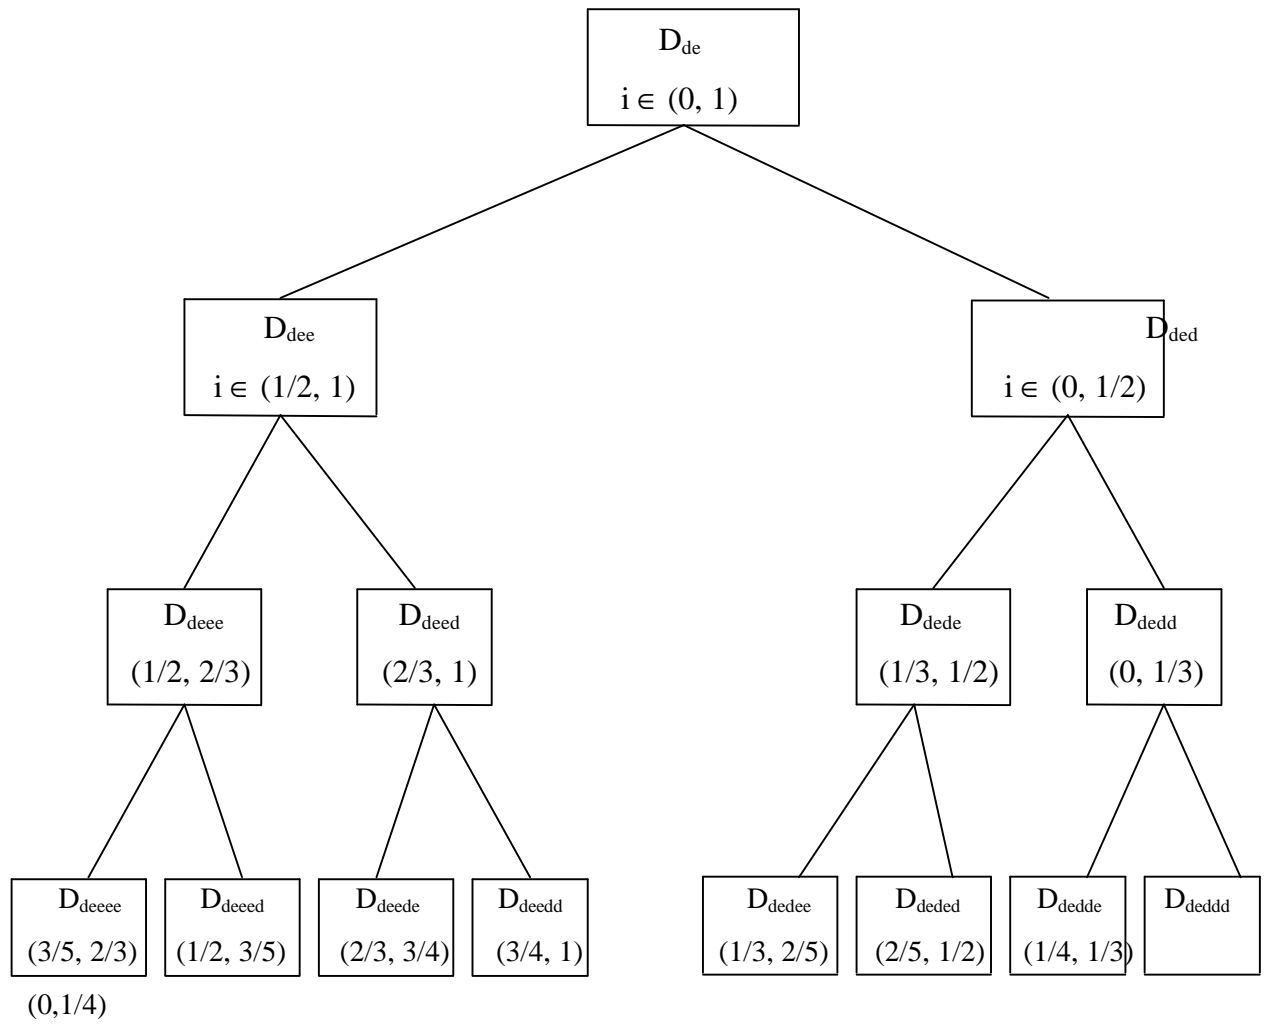 D_de
i ∈ (0, 1)
D_dee
i ∈ (1/2, 1)
D_ded
i ∈ (0, 1/2)
D_deee
(1/2, 2/3)
D_deed
(2/3, 1)
D_dede
(1/3, 1/2)
D_dedd
(0, 1/3)
D_deeee
(3/5, 2/3)
D_deeed
(1/2, 3/5)
D_deede
(2/3, 3/4)
D_deedd
(3/4, 1)
D_dedee
(1/3, 2/5)
D_deded
(2/5, 1/2)
D_dedde
(1/4, 1/3)
D_deddd
(0,1/4)